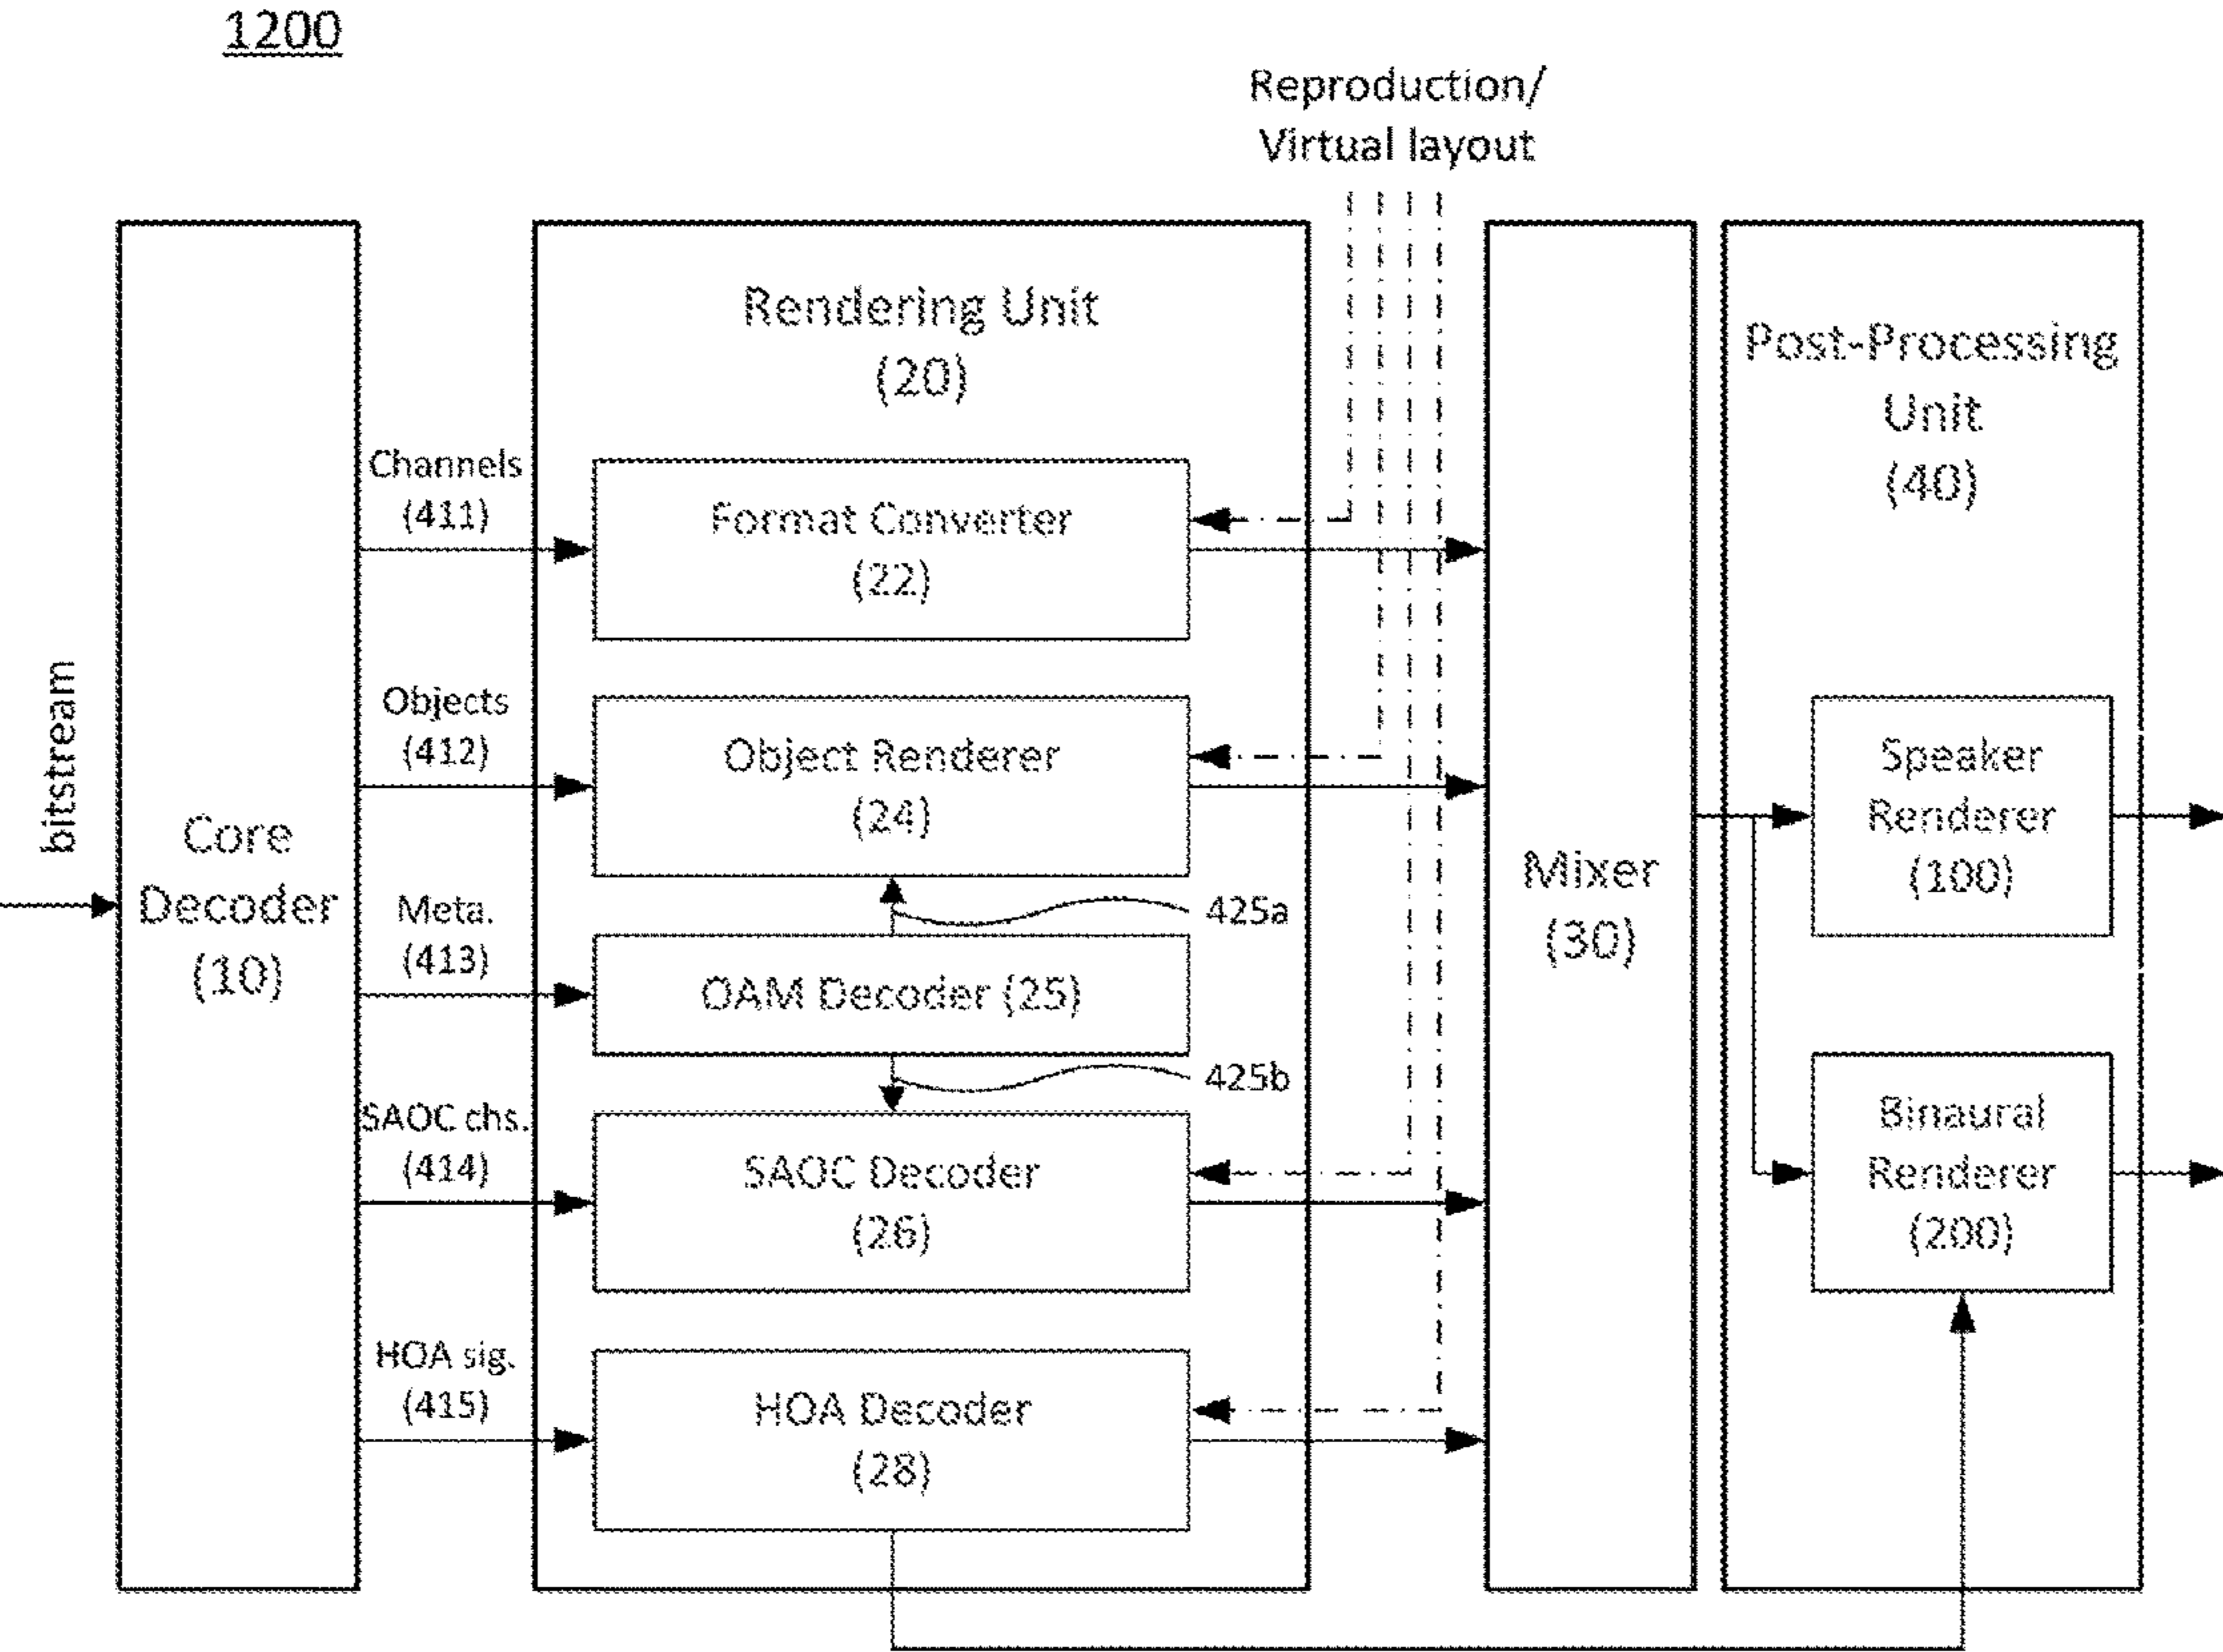 1200
Reproduction/
Virtual layout
Rendering Unit
(20)
Post-Processing
Unit
(40)
Channels
(411)
Format Converter
(22)
bitstream
Objects
(412)
Object Renderer
(24)
Speaker
Renderer
(100)
Core
Decoder
(10)
Mixer
(30)
Meta.
(413)
425a
OAM Decoder (25)
425b
SAOC chs.
(414)
SAOC Decoder
(26)
Binaural
Renderer
(200)
HOA sig.
(415)
HOA Decoder
(28)